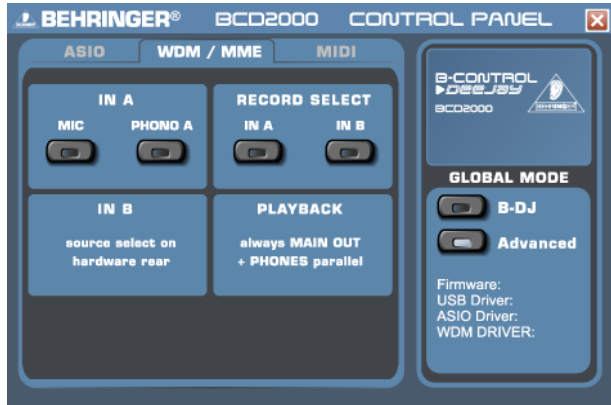 BEHRINGER® BCD2000 CONTROL PANEL
ASIO WDM / MME MIDI
IN A
MIC PHONO A
RECORD SELECT
IN A IN B
IN B
source select on
hardware rear
PLAYBACK
always MAIN OUT
+ PHONES parallel
B-CONTROL
DEEJAY
BCD2000
BEHRINGER
GLOBAL MODE
B-DJ
Advanced
Firmware:
USB Driver:
ASIO Driver:
WDM DRIVER: